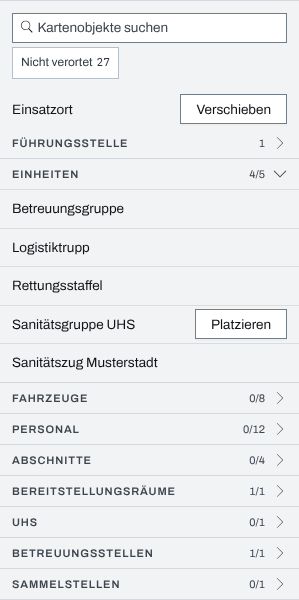 Kartenobjekte suchen
Nicht verortet 27
Einsatzort Verschieben
FÜHRUNGSSTELLE 1
EINHEITEN 4/5
Betreuungsgruppe
Logistiktrupp
Rettungsstaffel
Sanitätsgruppe UHS Platzieren
Sanitätszug Musterstadt
FAHRZEUGE 0/8
PERSONAL 0/12
ABSCHNITTE 0/4
BEREITSTELLUNGSRÄUME 1/1
UHS 0/1
BETREUUNGSSTELLEN 1/1
SAMMELSTELLEN 0/1